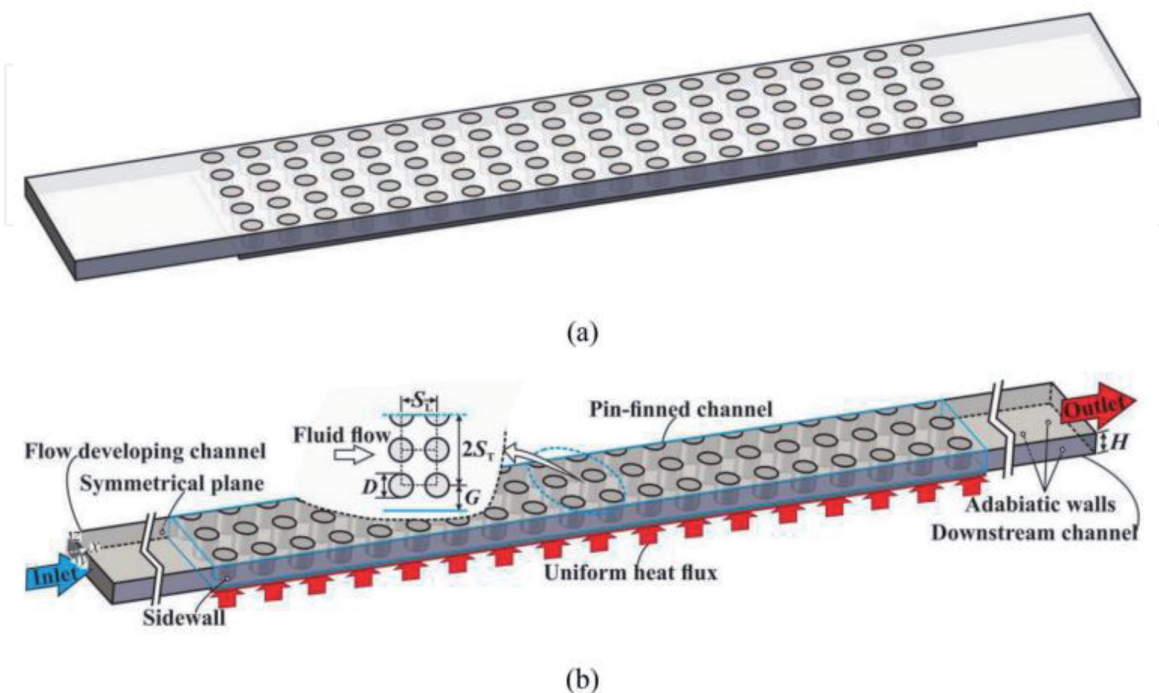 (a)
S_L
Pin-finned channel
Outlet
Fluid flow
2S_T
Flow developing channel
H
Symmetrical plane
D
G
Adabiatic walls
x
Downstream channel
Inlet
Uniform heat flux
Sidewall
(b)